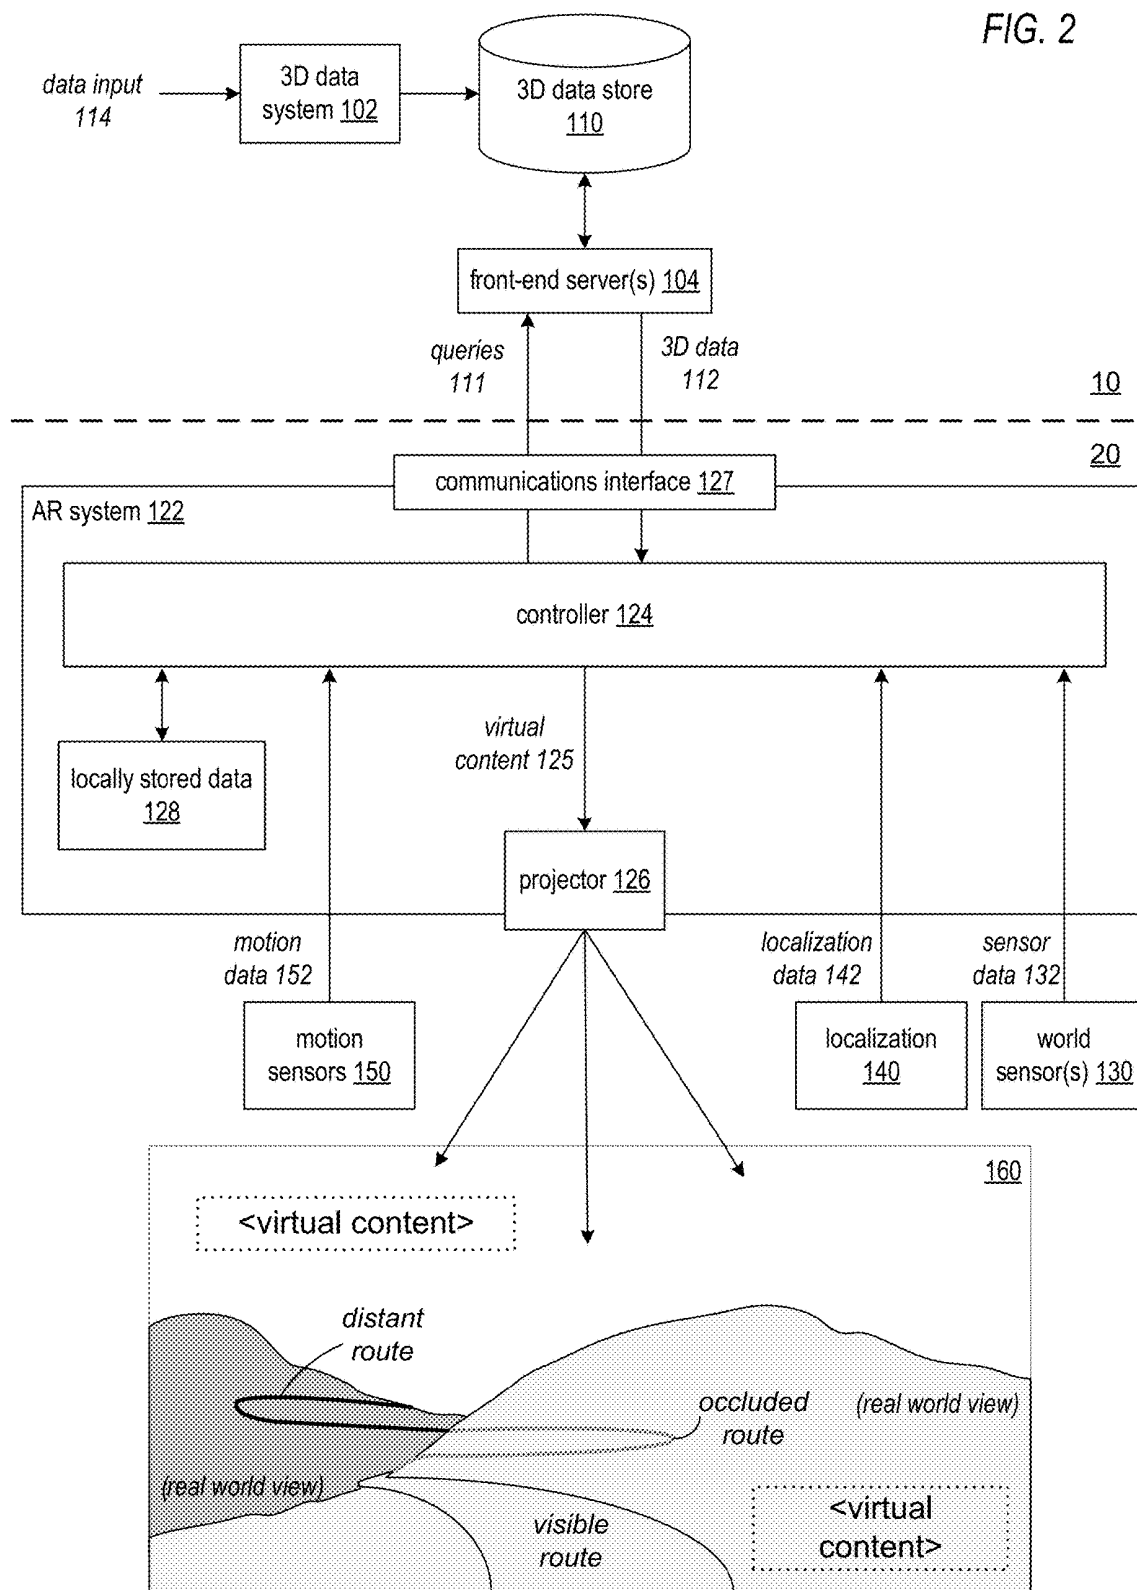 FIG. 2
data input
114
3D data
system 102
3D data store
110
front-end server(s) 104
queries
111
3D data
112
10
20
communications interface 127
AR system 122
controller 124
virtual
content 125
locally stored data
128
projector 126
motion
data 152
localization
data 142
sensor
data 132
motion
sensors 150
localization
140
world
sensor(s) 130
160
<virtual content>
distant
route
occluded
route
(real world view)
(real world view)
visible
route
<virtual
content>